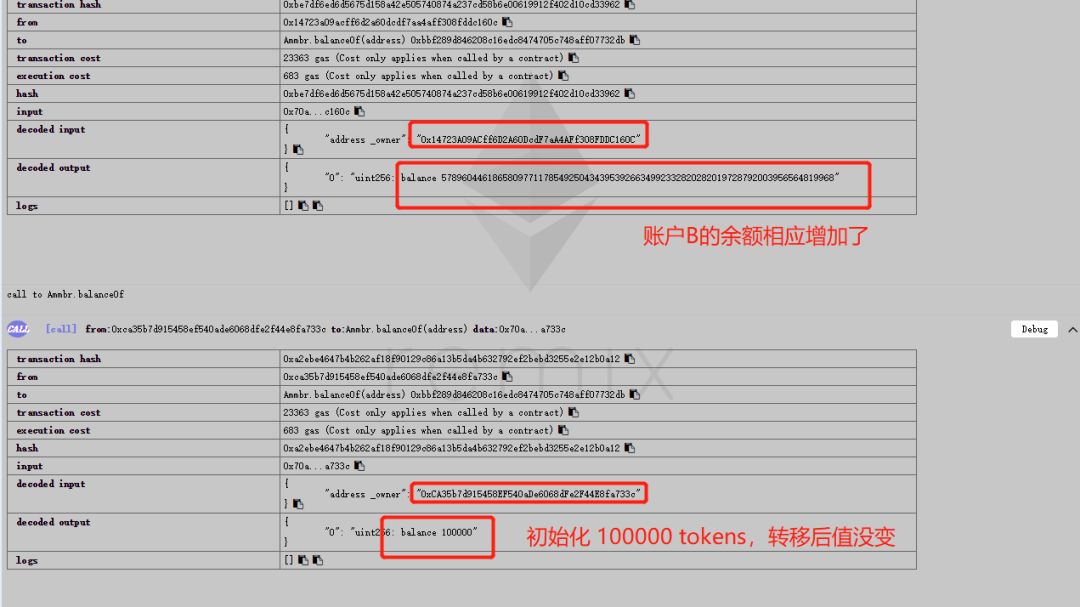 transaction hash 0xbe7df6ed6d5675d158a42e505740874a237cd58b6e00619912f402d10cd33962
from 0x14723a09acff6d2a60dcdf7aa4aff308fddc160c
to Ammbr.balanceOf(address) 0xbbf289d846208c16edc8474705c748aff07732db
transaction cost 23363 gas (Cost only applies when called by a contract)
execution cost 683 gas (Cost only applies when called by a contract)
hash 0xbe7df6ed6d5675d158a42e505740874a237cd58b6e00619912f402d10cd33962
input 0x70a...c160c
decoded input {
"address _owner": "0x14723A09ACff6D2A60DcdF7aA4AFf308FDDC160C"
}
decoded output {
"0": "uint256: balance 57896044618658097711785492504343953926634992332820282019728792003956564819968"
}
logs []
账户B的余额相应增加了
call to Ammbr.balanceOf
CALL [call] from:0xca35b7d915458ef540ade6068dfe2f44e8fa733c to:Ammbr.balanceOf(address) data:0x70a...a733c Debug
transaction hash 0xa2ebe4647b4b262af18f90129c86a13b5da4b632792ef2bebd3255e2e12b0a12
from 0xca35b7d915458ef540ade6068dfe2f44e8fa733c
to Ammbr.balanceOf(address) 0xbbf289d846208c16edc8474705c748aff07732db
transaction cost 23363 gas (Cost only applies when called by a contract)
execution cost 683 gas (Cost only applies when called by a contract)
hash 0xa2ebe4647b4b262af18f90129c86a13b5da4b632792ef2bebd3255e2e12b0a12
input 0x70a...a733c
decoded input {
"address _owner": "0xCA35b7d915458EF540aDe6068dFe2F44E8fa733c"
}
decoded output {
"0": "uint256: balance 100000"
}
初始化 100000 tokens，转移后值没变
logs []
remix